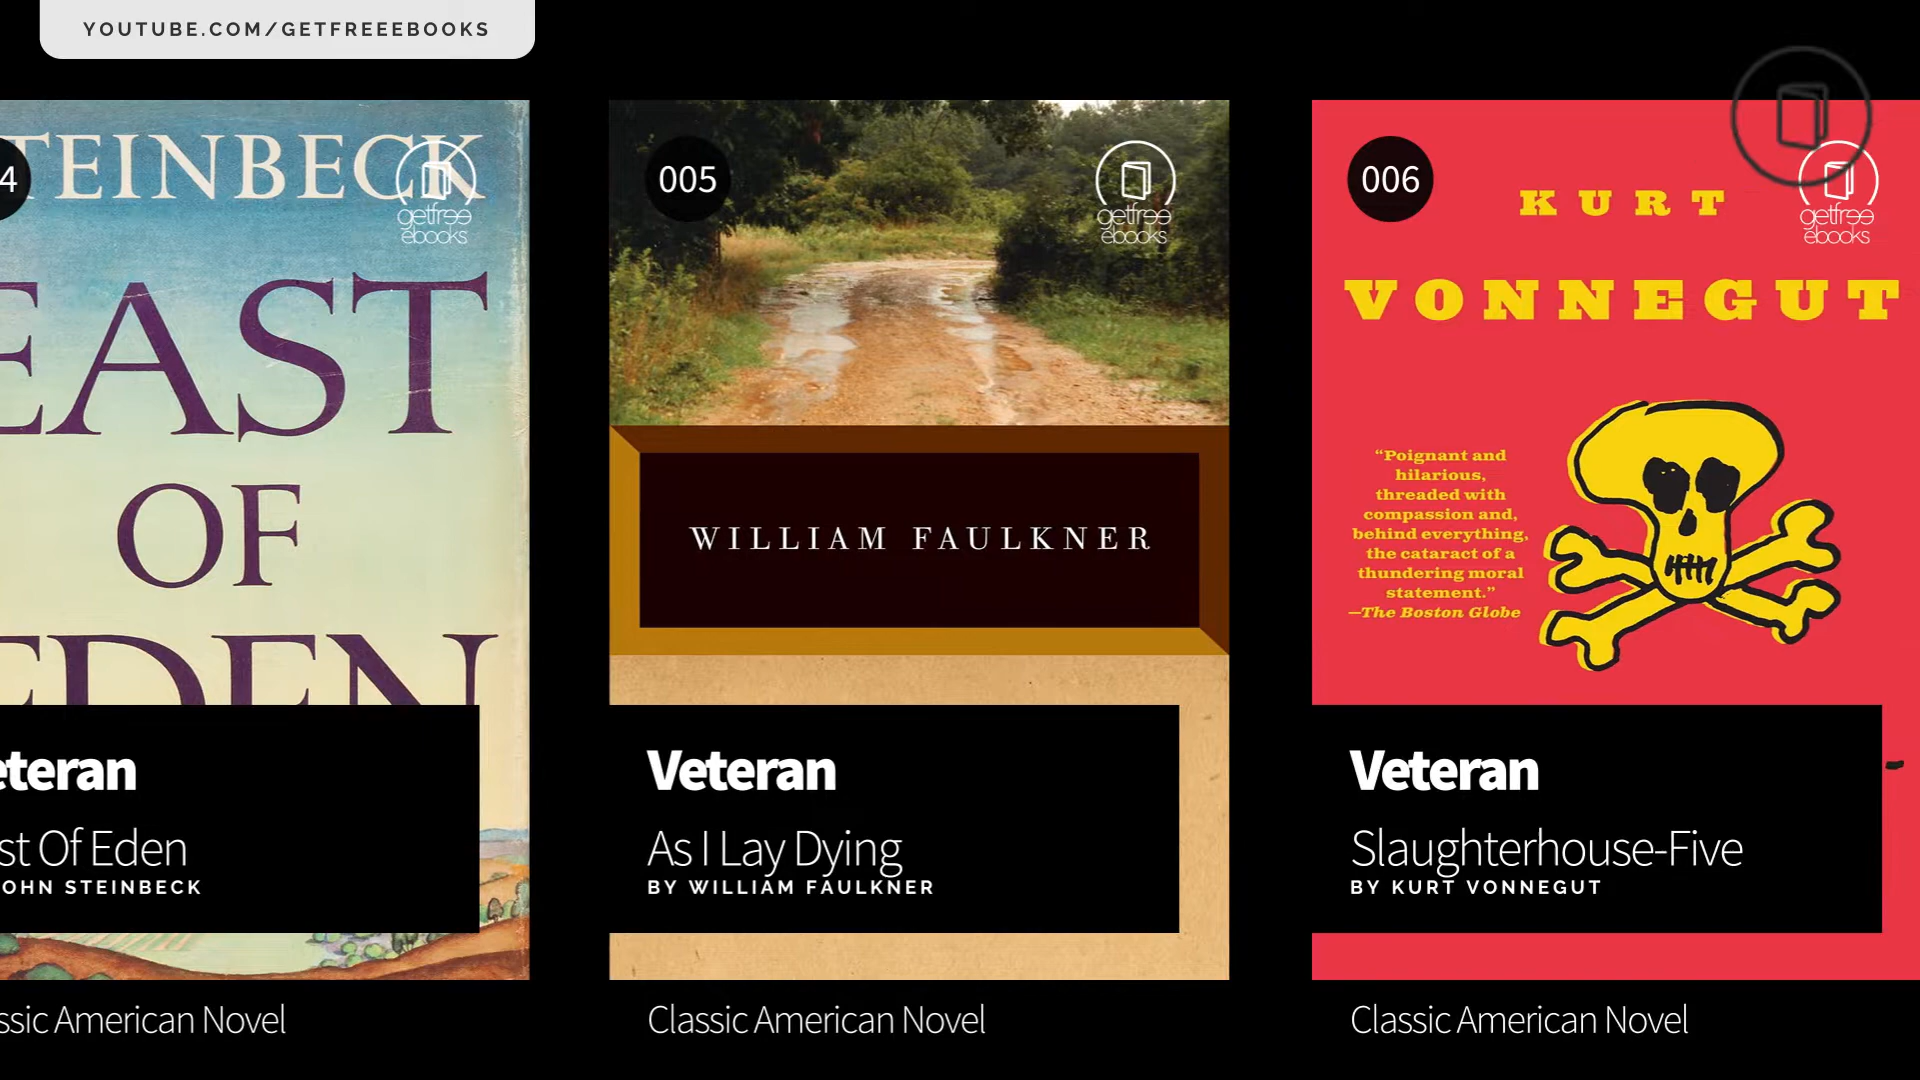 YOUTUBE.COM/GETFREEEBOOKS
4
TEINBECK
getfree
ebooks
EAST
OF
EDEN
eteran
st Of Eden
OHN STEINBECK
ssic American Novel
005
getfree
ebooks
WILLIAM FAULKNER
Veteran
As I Lay Dying
BY WILLIAM FAULKNER
Classic American Novel
006
getfree
ebooks
KURT
VONNEGUT
“Poignant and
hilarious,
threaded with
compassion and,
behind everything,
the cataract of a
thundering moral
statement.”
—The Boston Globe
Veteran
Slaughterhouse-Five
BY KURT VONNEGUT
Classic American Novel